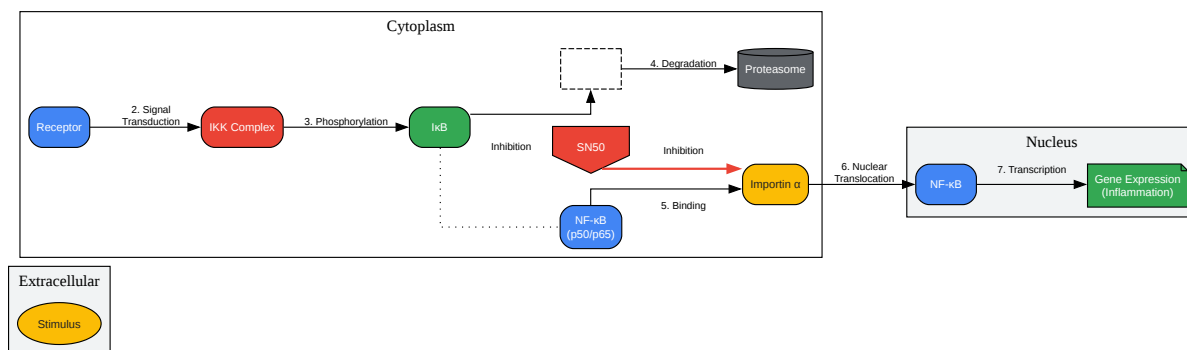 Cytoplasm
4. Degradation
Proteasome
2. Signal
Transduction
Receptor
IKK Complex
3. Phosphorylation
IκB
Inhibition
SN50
Inhibition
Importin α
5. Binding
NF-κB
(p50/p65)
6. Nuclear
Translocation
Nucleus
NF-κB
7. Transcription
Gene Expression
(Inflammation)
Extracellular
Stimulus